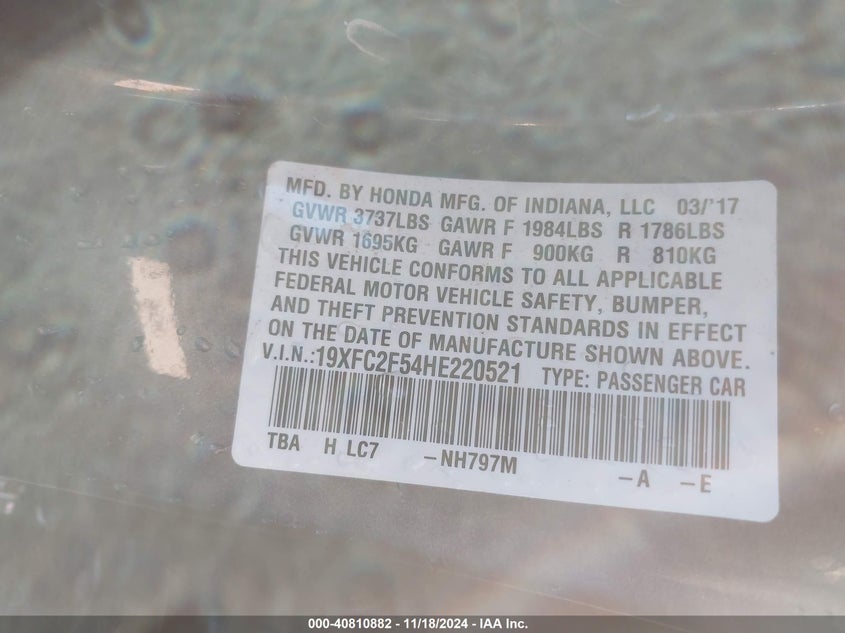 MFD. BY HONDA MFG. OF INDIANA, LLC 03/'17
GVWR 3737LBS GAWR F 1984LBS R 1786LBS
GVWR 1695KG GAWR F 900KG R 810KG
THIS VEHICLE CONFORMS TO ALL APPLICABLE
FEDERAL MOTOR VEHICLE SAFETY, BUMPER,
AND THEFT PREVENTION STANDARDS IN EFFECT
ON THE DATE OF MANUFACTURE SHOWN ABOVE.
V.I.N.:19XFC2F54HE220521 TYPE: PASSENGER CAR
TBA H LC7 –NH797M –A –E
000-40810882 - 11/18/2024 - IAA Inc.